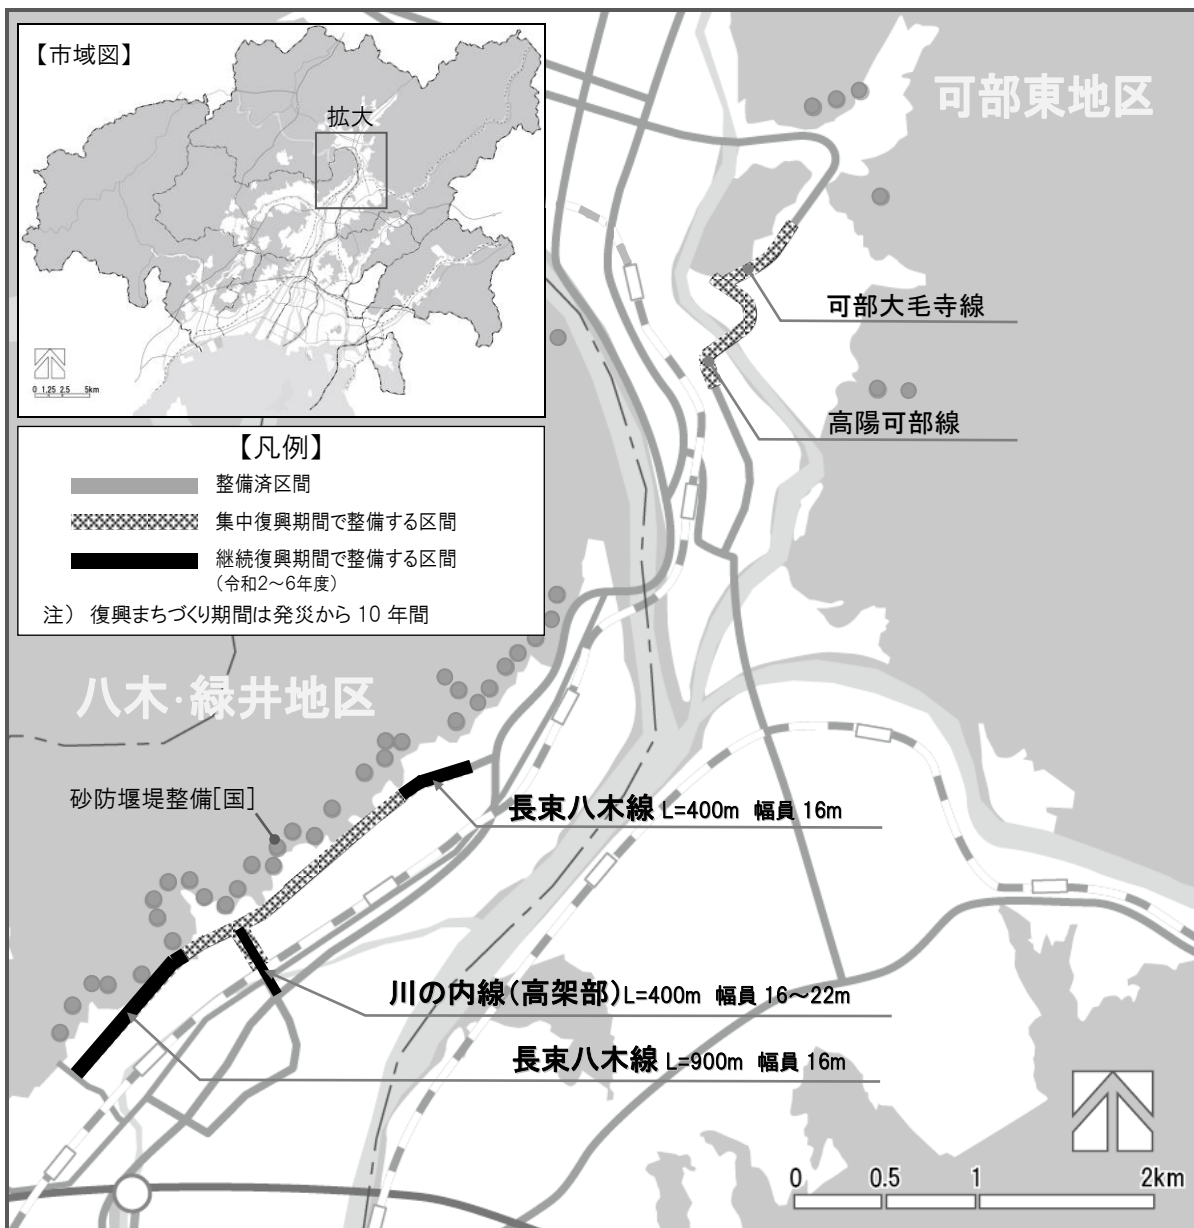 【市域図】
拡大
0 1.25 2.5 5km
【凡例】
整備済区間
集中復興期間で整備する区間
継続復興期間で整備する区間
(令和2～6年度)
注) 復興まちづくり期間は発災から 10 年間
可部東地区
可部大毛寺線
高陽可部線
八木・緑井地区
砂防堰堤整備[国]
長束八木線 L=400m 幅員 16m
川の内線(高架部) L=400m 幅員 16～22m
長束八木線 L=900m 幅員 16m
0 0.5 1 2km